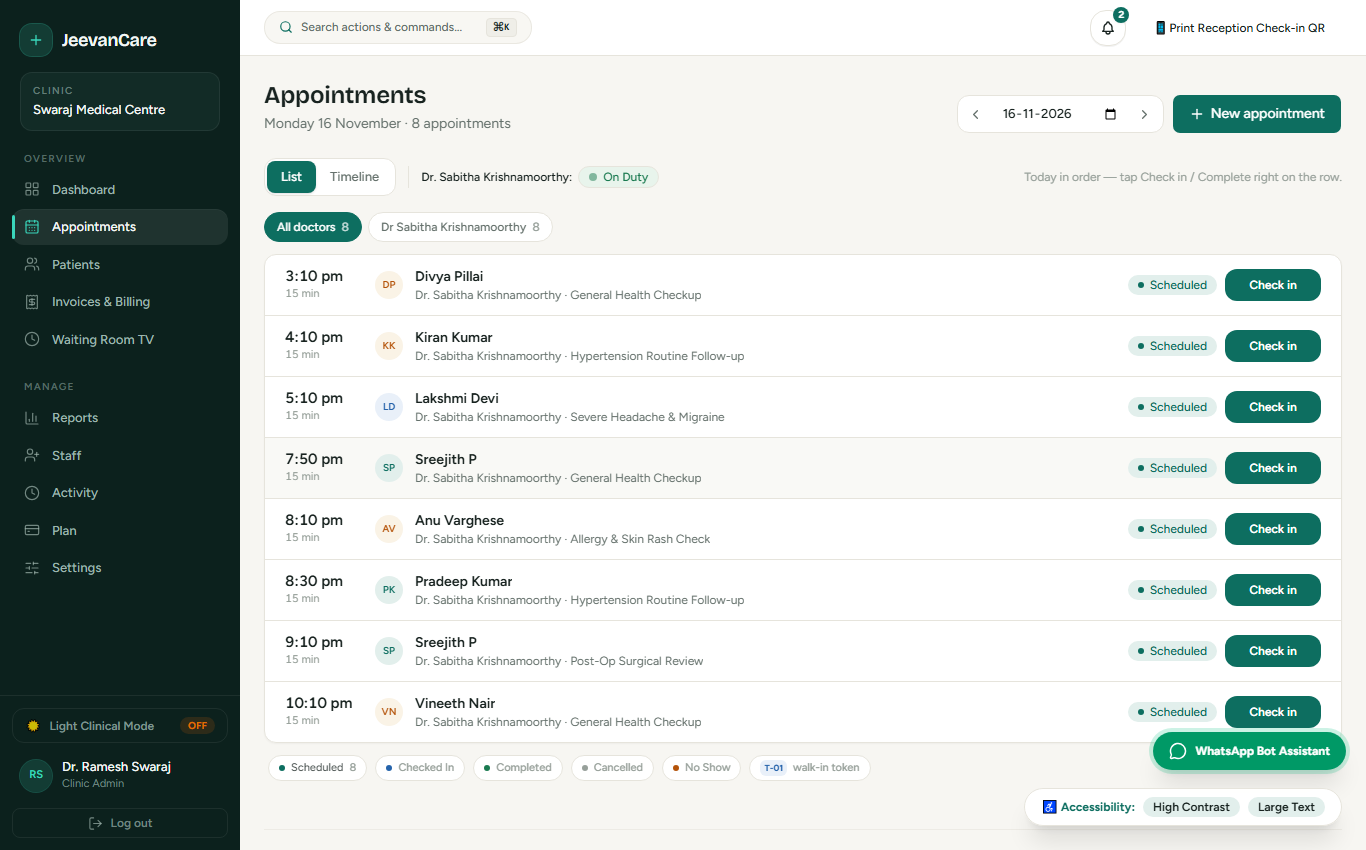 JeevanCare
CLINIC
Swaraj Medical Centre
OVERVIEW
Dashboard
Appointments
Patients
Invoices & Billing
Waiting Room TV
MANAGE
Reports
Staff
Activity
Plan
Settings
Light Clinical Mode OFF
RS Dr. Ramesh Swaraj
Clinic Admin
Log out
Search actions & commands... ⌘K
2
Print Reception Check-in QR
Appointments
Monday 16 November · 8 appointments
16-11-2026
+ New appointment
List Timeline Dr. Sabitha Krishnamoorthy: On Duty
Today in order — tap Check in / Complete right on the row.
All doctors 8 Dr Sabitha Krishnamoorthy 8
3:10 pm DP Divya Pillai Scheduled Check in
15 min Dr. Sabitha Krishnamoorthy · General Health Checkup
4:10 pm KK Kiran Kumar Scheduled Check in
15 min Dr. Sabitha Krishnamoorthy · Hypertension Routine Follow-up
5:10 pm LD Lakshmi Devi Scheduled Check in
15 min Dr. Sabitha Krishnamoorthy · Severe Headache & Migraine
7:50 pm SP Sreejith P Scheduled Check in
15 min Dr. Sabitha Krishnamoorthy · General Health Checkup
8:10 pm AV Anu Varghese Scheduled Check in
15 min Dr. Sabitha Krishnamoorthy · Allergy & Skin Rash Check
8:30 pm PK Pradeep Kumar Scheduled Check in
15 min Dr. Sabitha Krishnamoorthy · Hypertension Routine Follow-up
9:10 pm SP Sreejith P Scheduled Check in
15 min Dr. Sabitha Krishnamoorthy · Post-Op Surgical Review
10:10 pm VN Vineeth Nair Scheduled Check in
15 min Dr. Sabitha Krishnamoorthy · General Health Checkup
WhatsApp Bot Assistant
Scheduled 8 Checked In Completed Cancelled No Show T-01 walk-in token
Accessibility: High Contrast Large Text